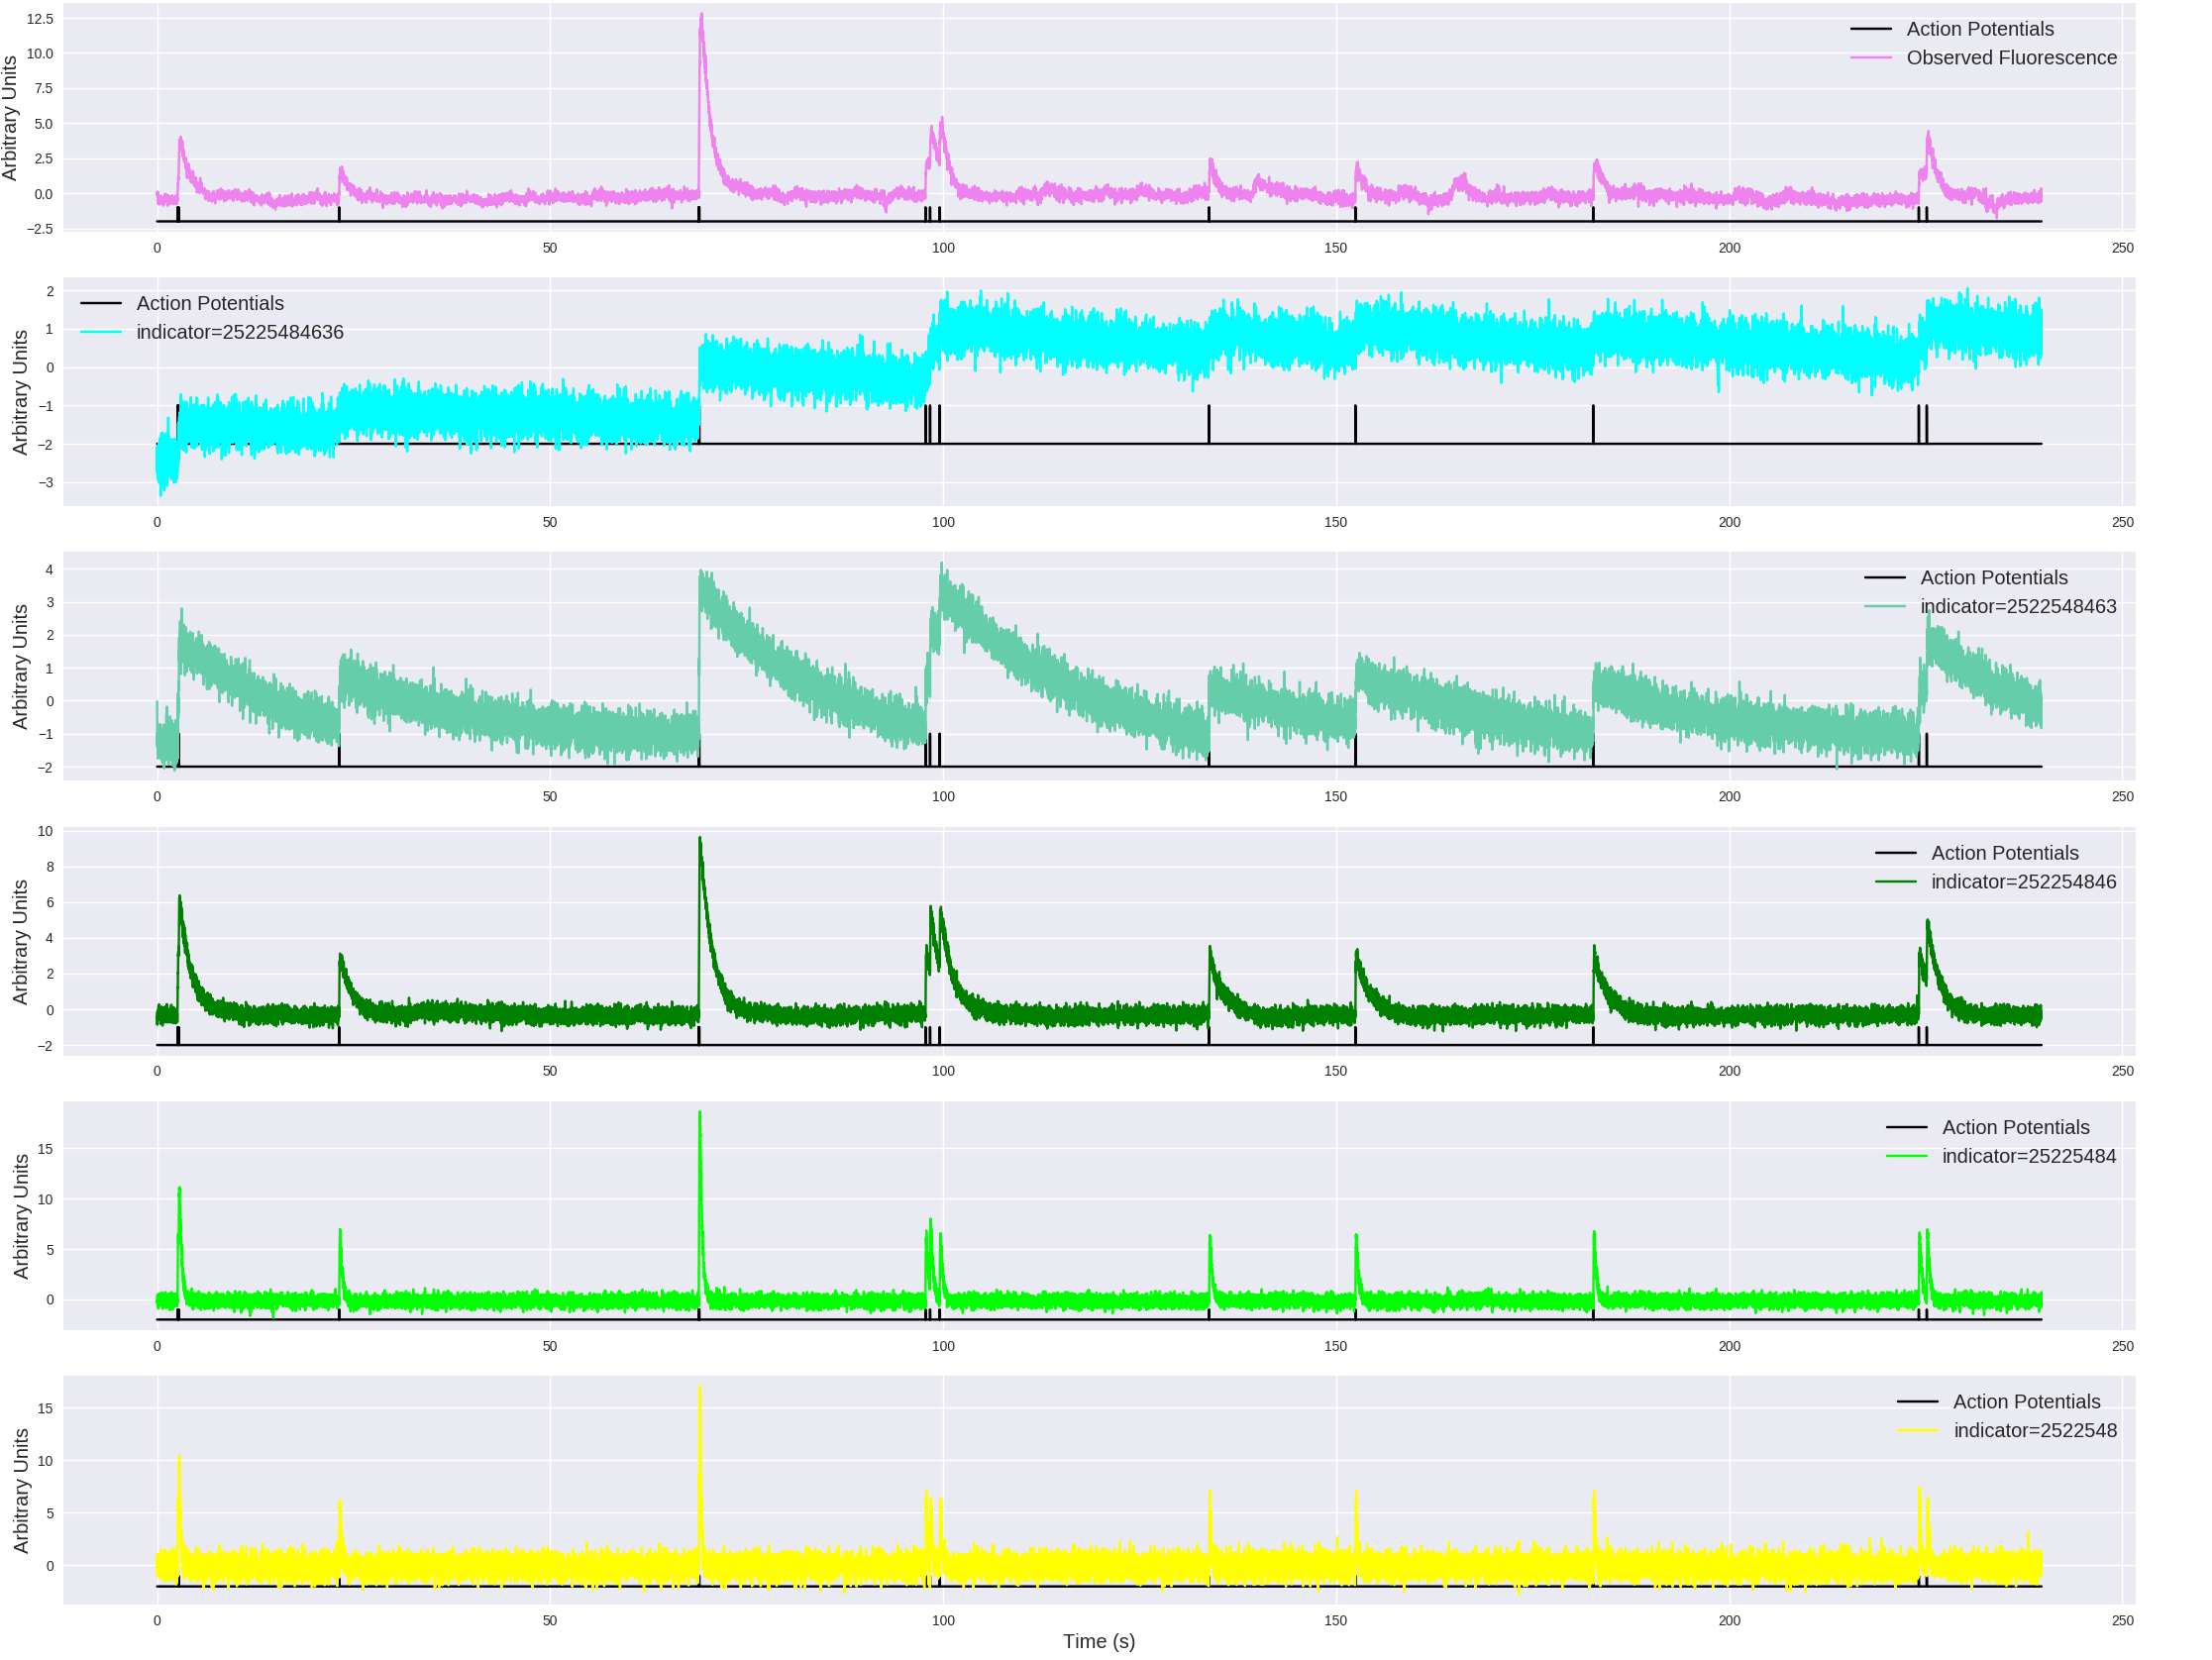 Arbitrary Units
12.5
10.0
7.5
5.0
2.5
0.0
−2.5
Action Potentials
Observed Fluorescence
0 50 100 150 200 250
Arbitrary Units
2
1
0
−1
−2
−3
Action Potentials
indicator=25225484636
0 50 100 150 200 250
Arbitrary Units
4
3
2
1
0
−1
−2
Action Potentials
indicator=2522548463
0 50 100 150 200 250
Arbitrary Units
10
8
6
4
2
0
−2
Action Potentials
indicator=252254846
0 50 100 150 200 250
Arbitrary Units
15
10
5
0
Action Potentials
indicator=25225484
0 50 100 150 200 250
Arbitrary Units
15
10
5
0
Action Potentials
indicator=2522548
0 50 100 150 200 250
Time (s)